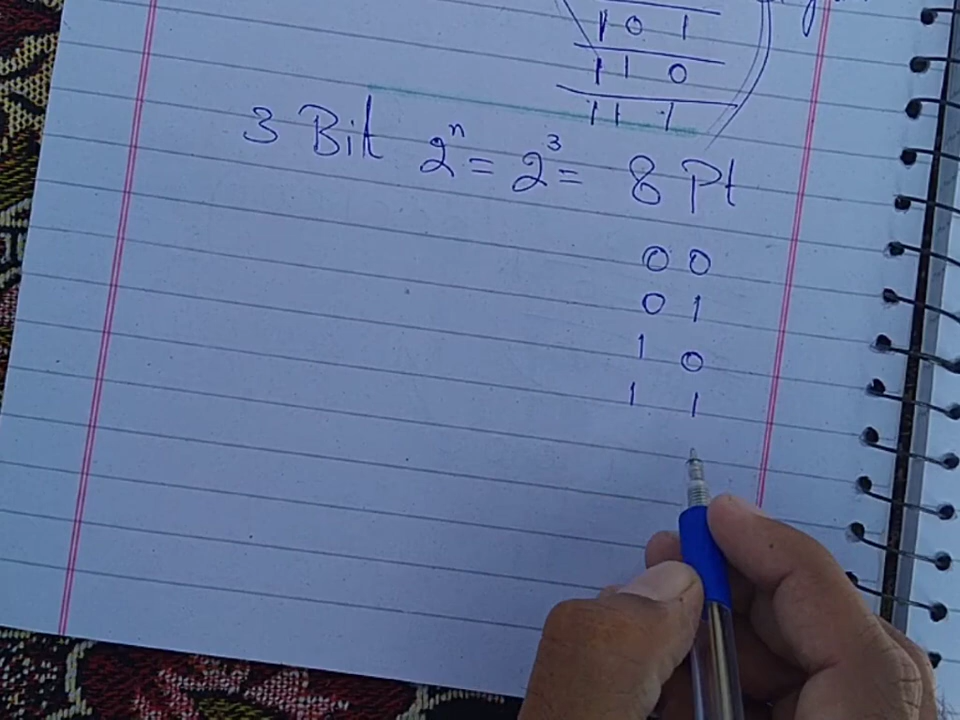 1 0 1
1 1 0
1 1 1
3 Bit 2ⁿ = 2³ = 8 Pt
0 0
0 1
1 0
1 1